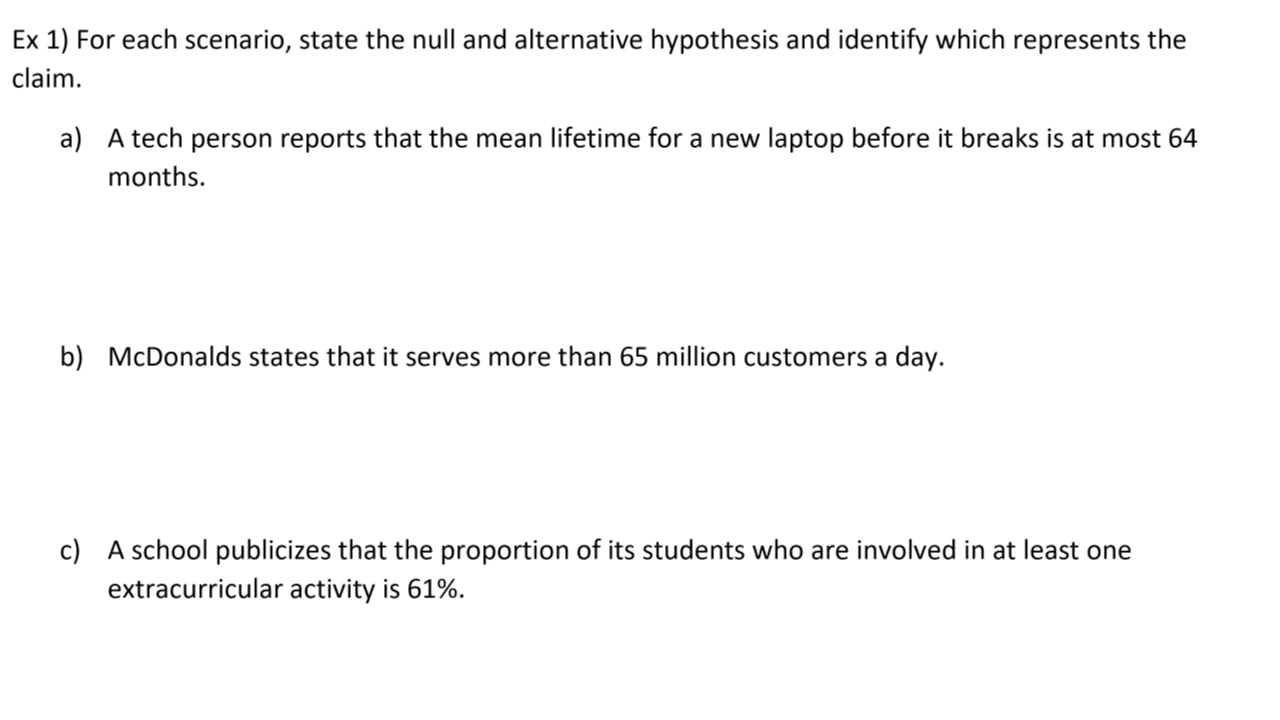 Ex 1) For each scenario, state the null and alternative hypothesis and identify which represents the
claim.
a) A tech person reports that the mean lifetime for a new laptop before it breaks is at most 64
months.
b) McDonalds states that it serves more than 65 million customers a day.
c) A school publicizes that the proportion of its students who are involved in at least one
extracurricular activity is 61%.